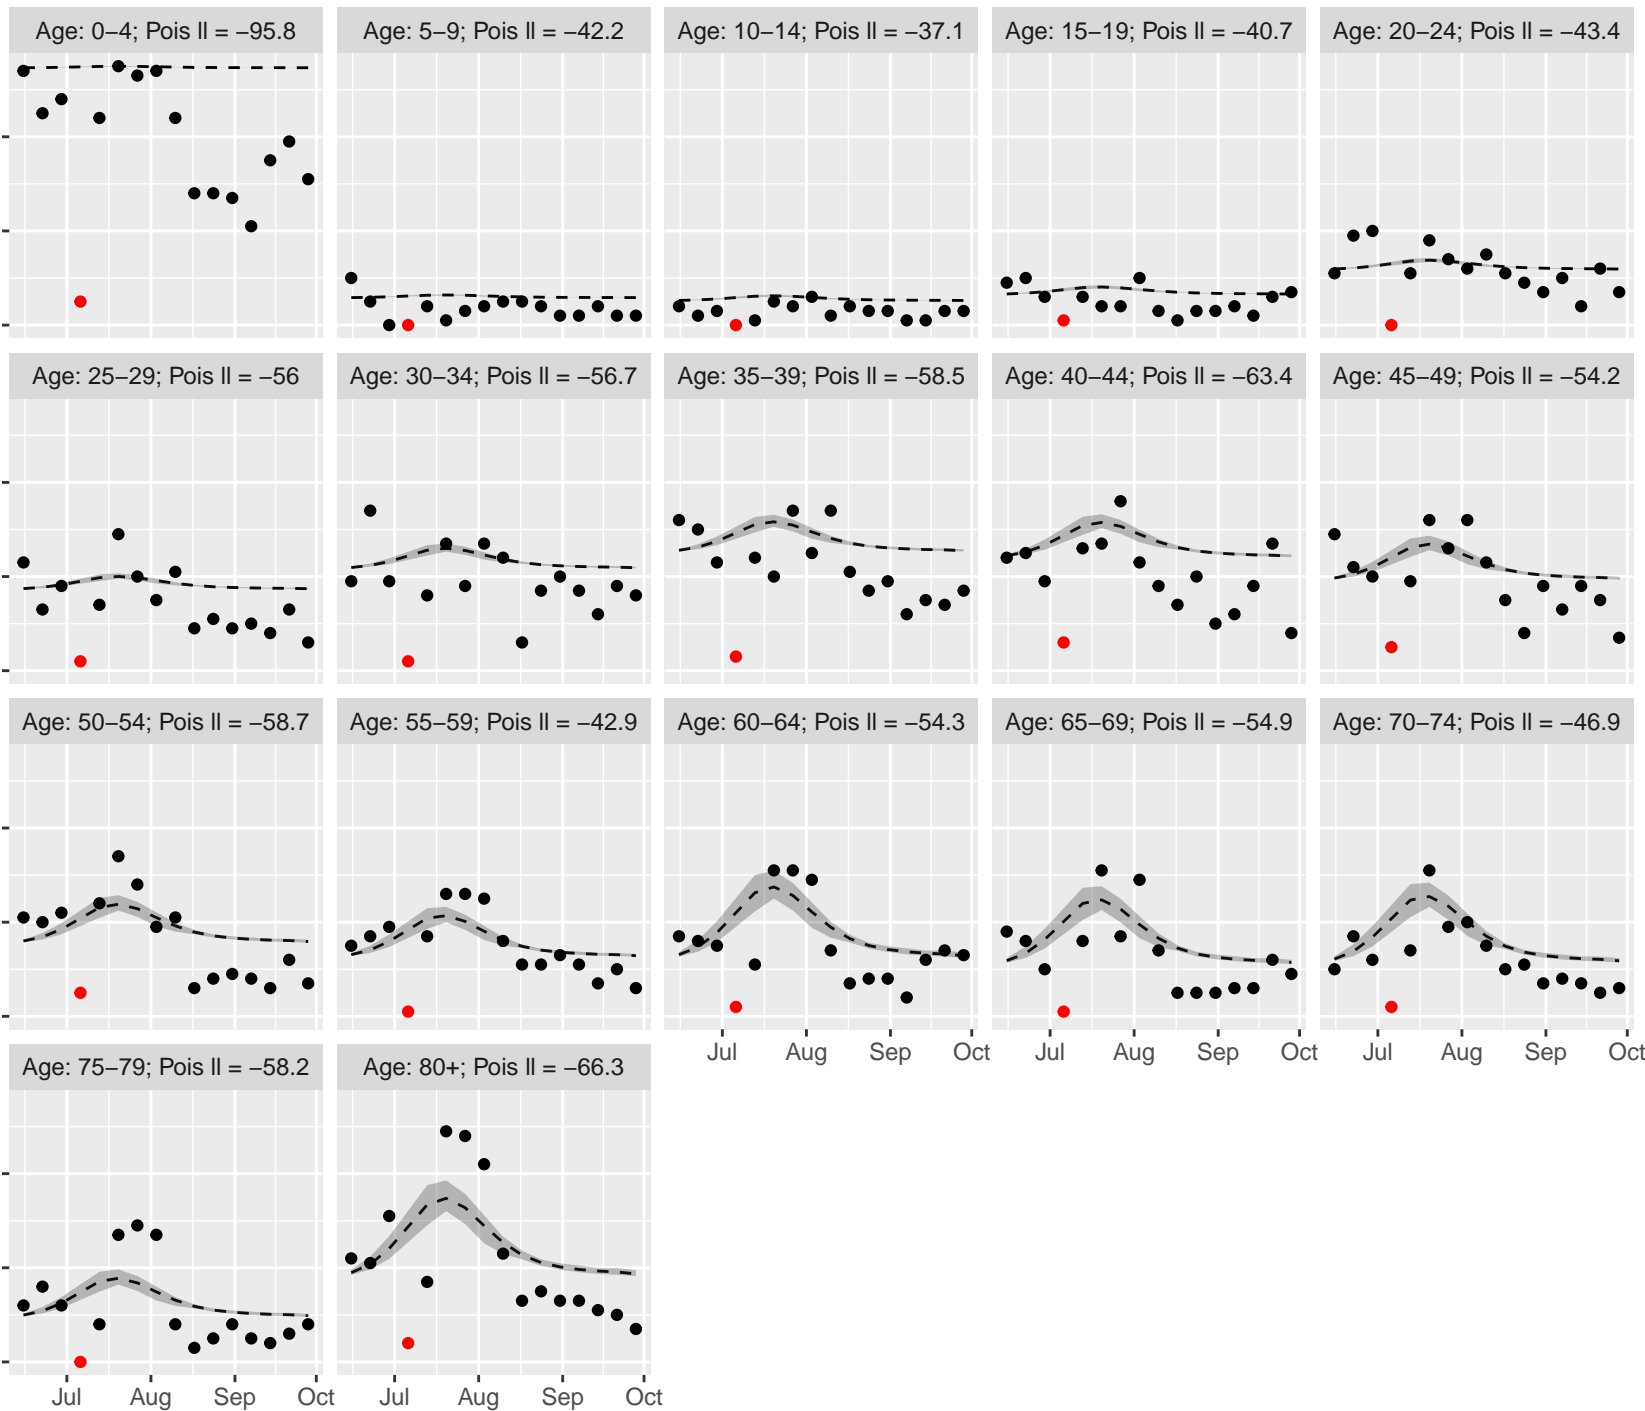 Age: 0−4; Pois ll = −95.8
Age: 5−9; Pois ll = −42.2
Age: 10−14; Pois ll = −37.1
Age: 15−19; Pois ll = −40.7
Age: 20−24; Pois ll = −43.4
Age: 25−29; Pois ll = −56
Age: 30−34; Pois ll = −56.7
Age: 35−39; Pois ll = −58.5
Age: 40−44; Pois ll = −63.4
Age: 45−49; Pois ll = −54.2
Age: 50−54; Pois ll = −58.7
Age: 55−59; Pois ll = −42.9
Age: 60−64; Pois ll = −54.3
Age: 65−69; Pois ll = −54.9
Age: 70−74; Pois ll = −46.9
Jul Aug Sep Oct
Jul Aug Sep Oct
Jul Aug Sep Oct
Age: 75−79; Pois ll = −58.2
Age: 80+; Pois ll = −66.3
Jul Aug Sep Oct
Jul Aug Sep Oct